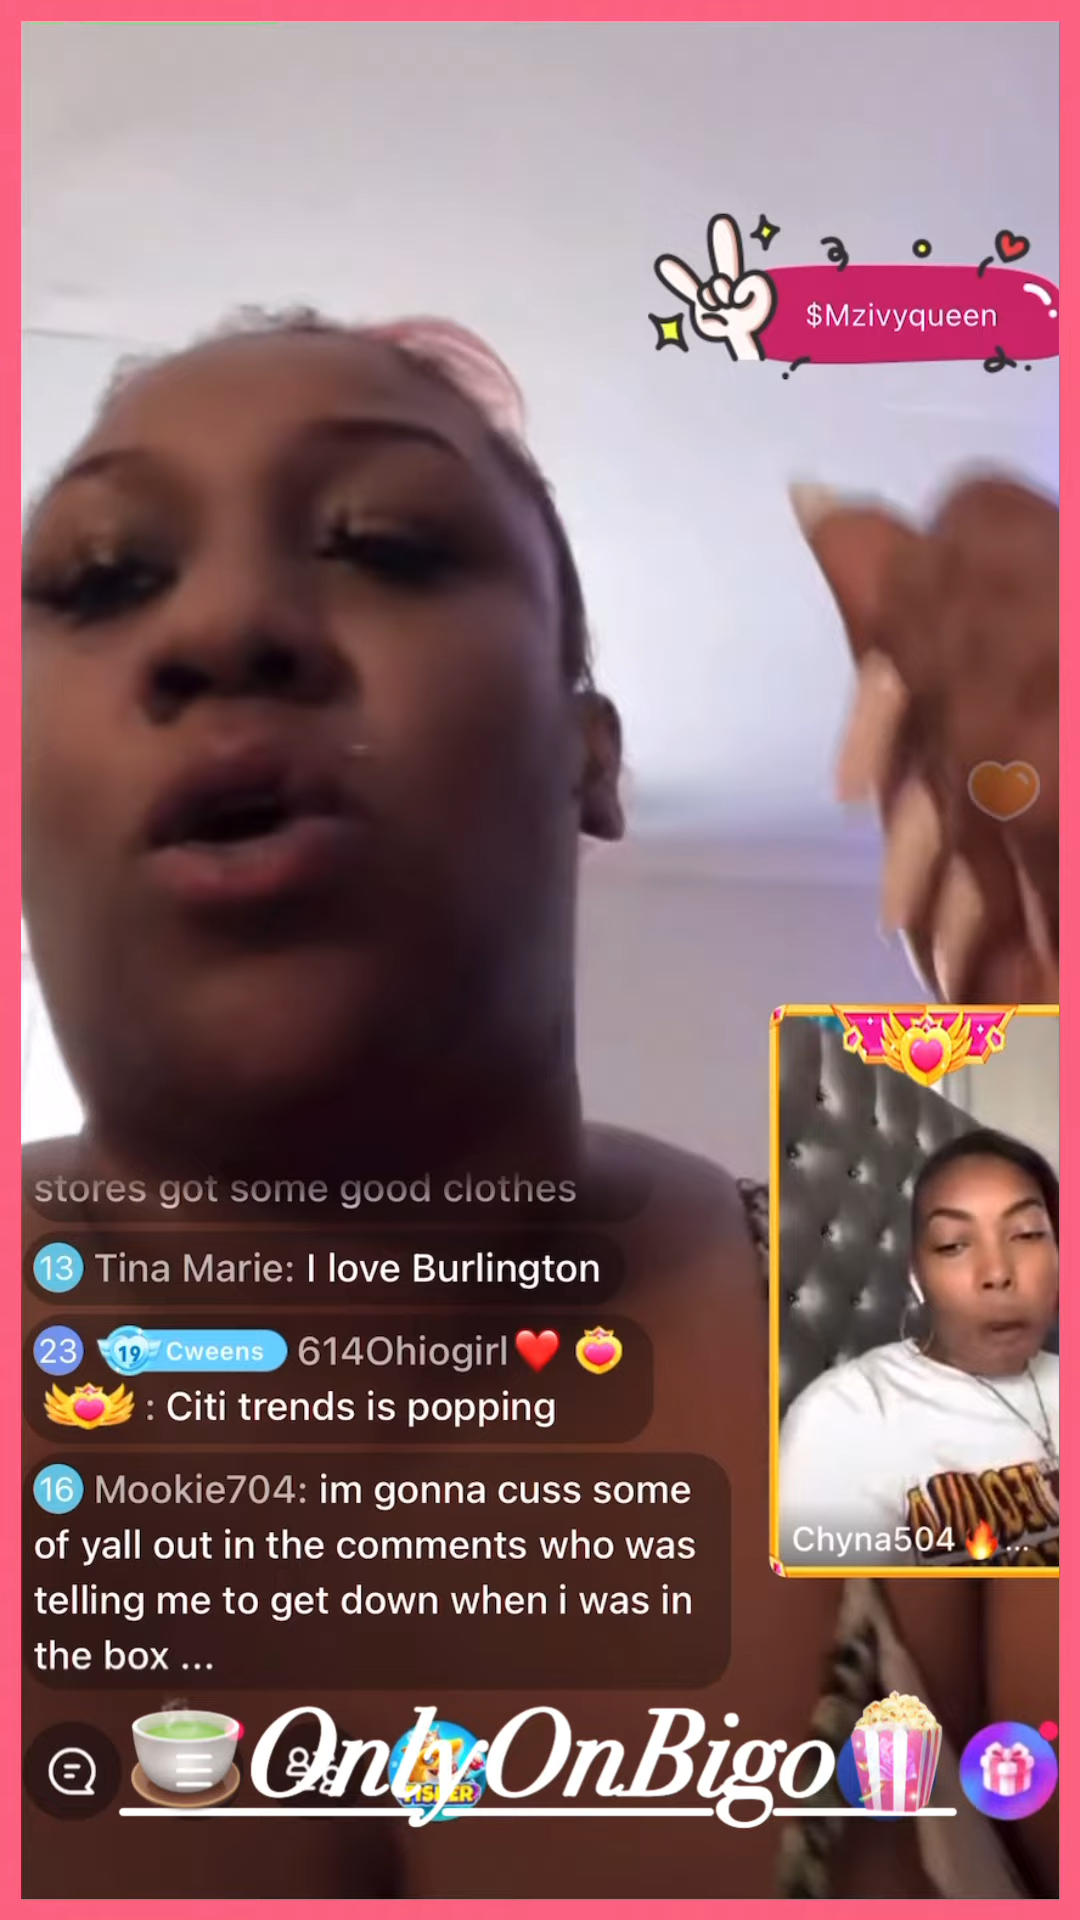 $Mzivyqueen
stores got some good clothes
13 Tina Marie: I love Burlington
23 19 Cweens 614Ohiogirl❤️
: Citi trends is popping
16 Mookie704: im gonna cuss some
of yall out in the comments who was
telling me to get down when i was in
the box ...
Chyna504🔥...
OnlyOnBigo